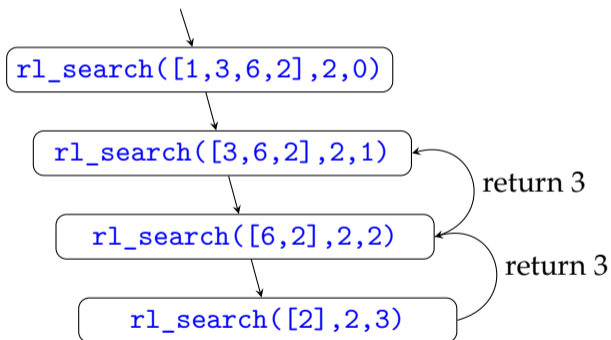 rl_search([1,3,6,2],2,0)
rl_search([3,6,2],2,1)
return 3
rl_search([6,2],2,2)
return 3
rl_search([2],2,3)